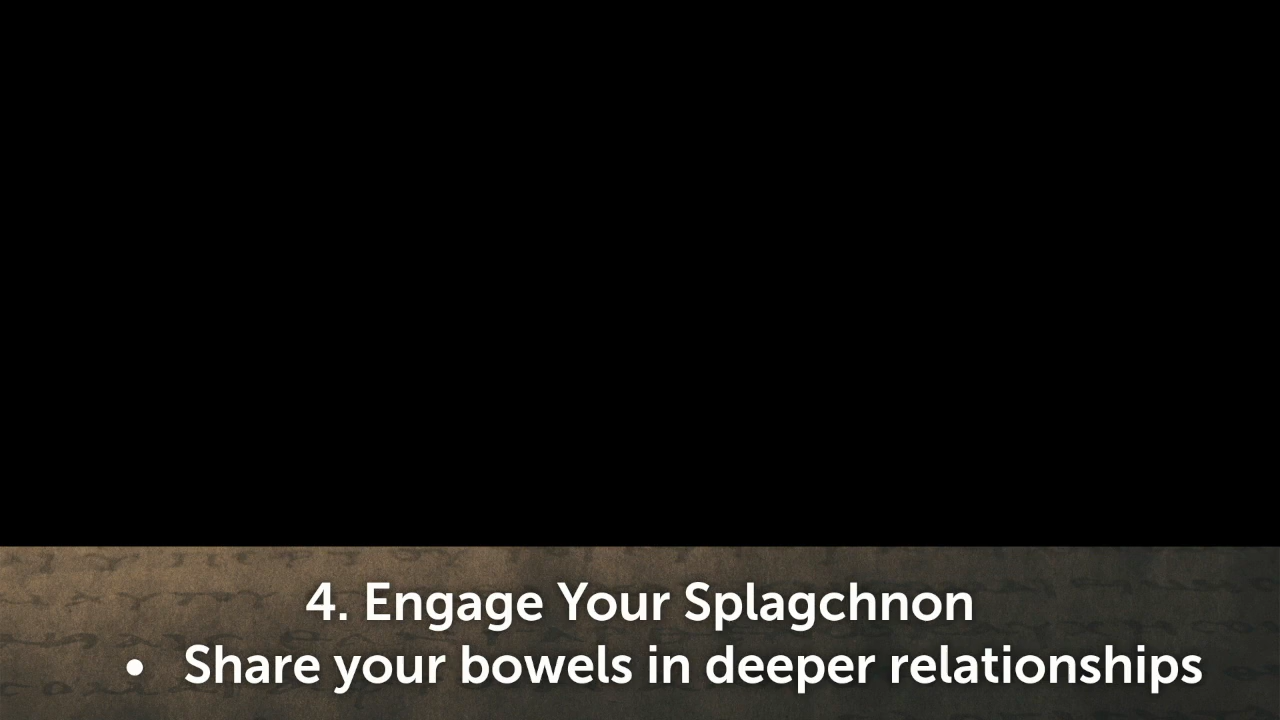 4. Engage Your Splagchnon
• Share your bowels in deeper relationships